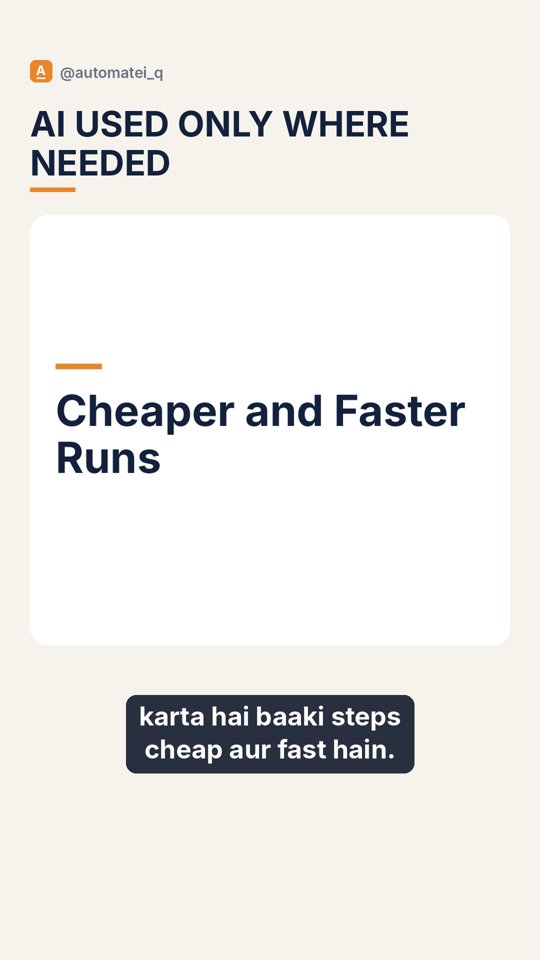 A
@automatei_q
AI USED ONLY WHERE
NEEDED
Cheaper and Faster
Runs
karta hai baaki steps
cheap aur fast hain.